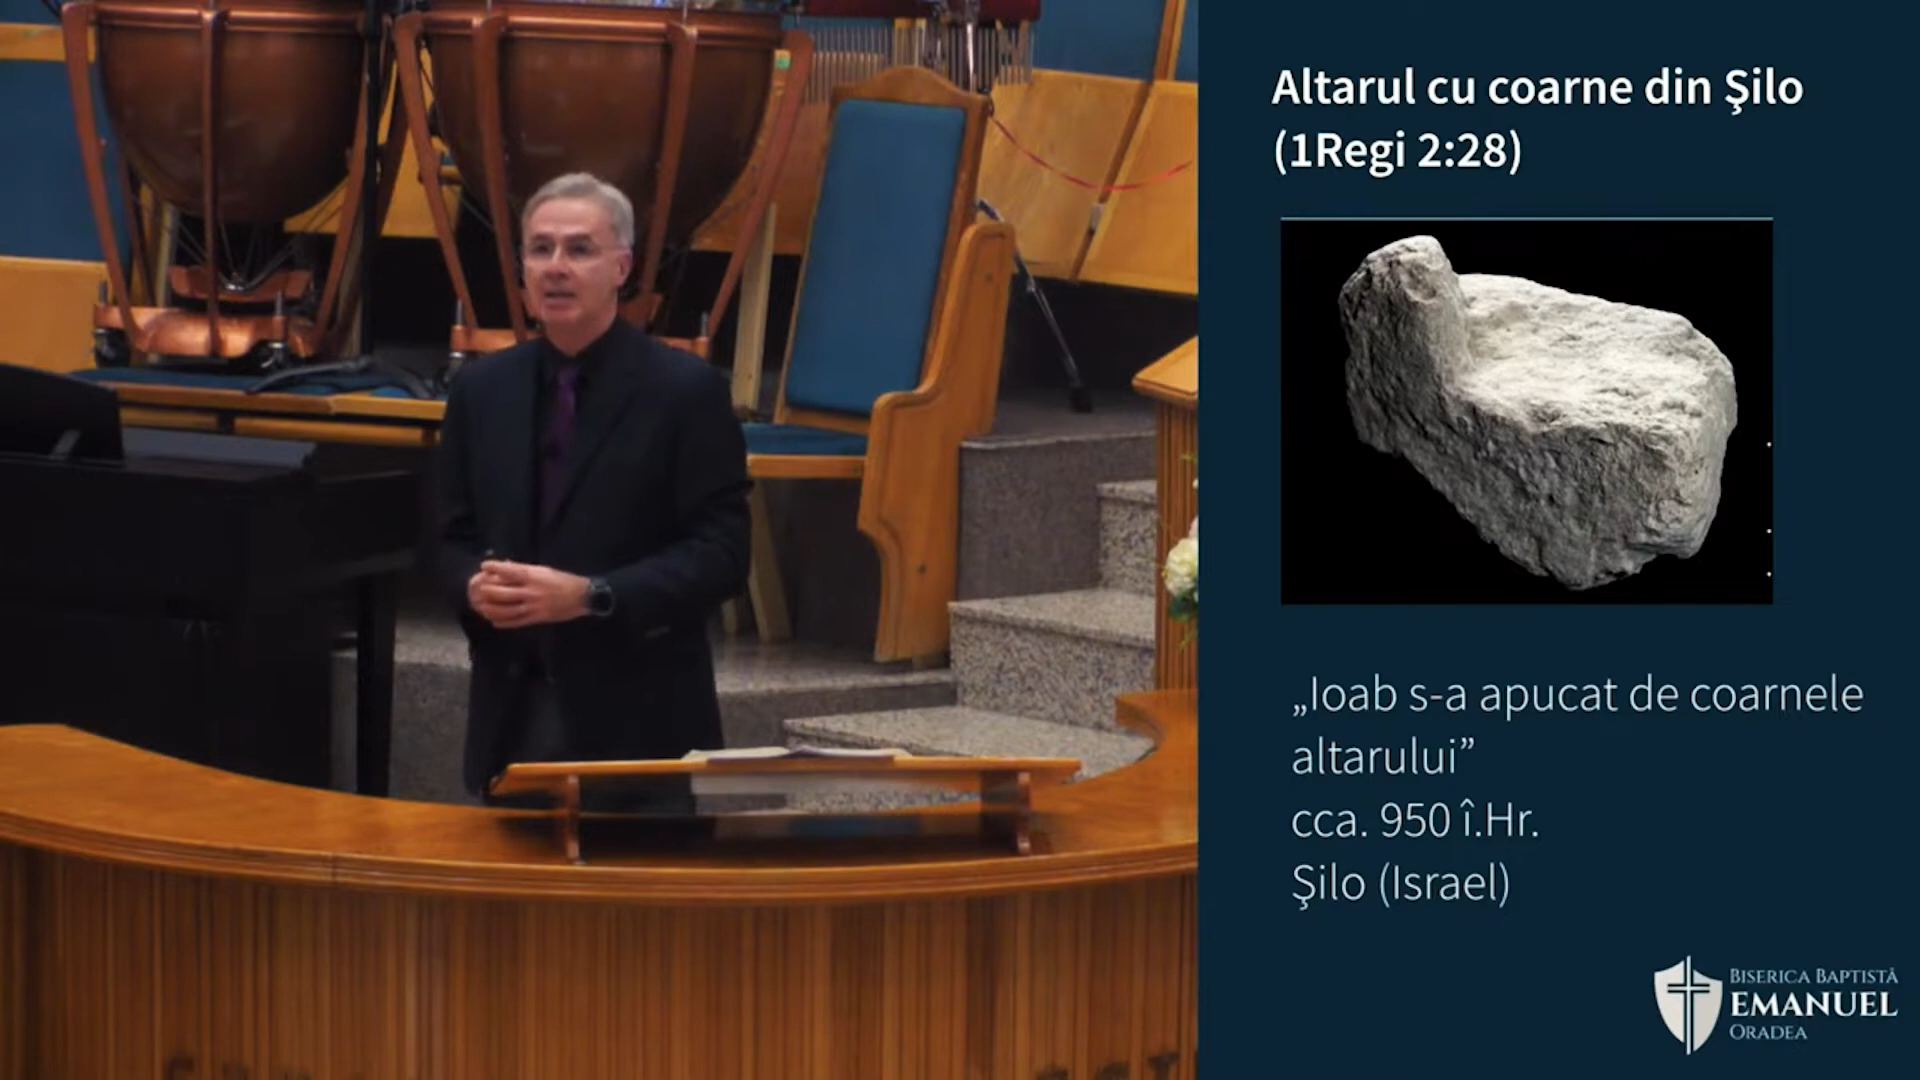 Altarul cu coarne din Şilo
(1Regi 2:28)
„Ioab s-a apucat de coarnele
altarului”
cca. 950 î.Hr.
Şilo (Israel)
BISERICA BAPTISTĂ
EMANUEL
ORADEA